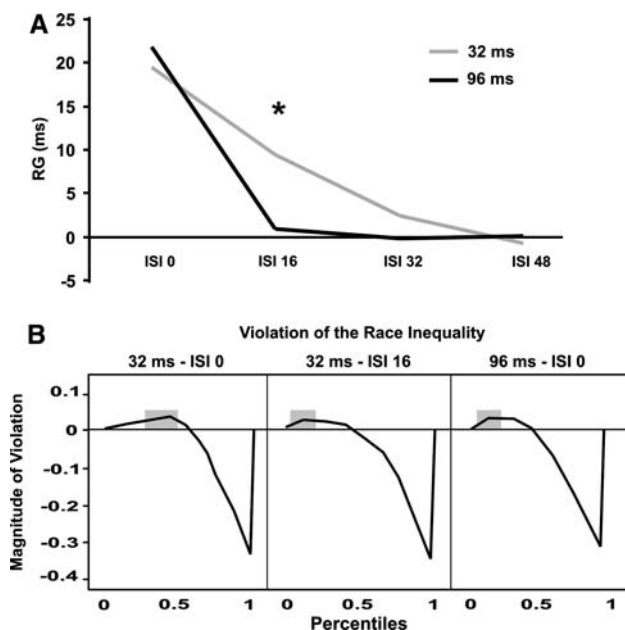 A
25
20
15
10
5
0
-5
RG (ms)
32 ms
96 ms
*
ISI 0 ISI 16 ISI 32 ISI 48
B
Violation of the Race Inequality
32 ms - ISI 0 32 ms - ISI 16 96 ms - ISI 0
Magnitude of Violation
0.1
0
-0.1
-0.2
-0.3
-0.4
0 0.5 1 0 0.5 1 0 0.5 1
Percentiles